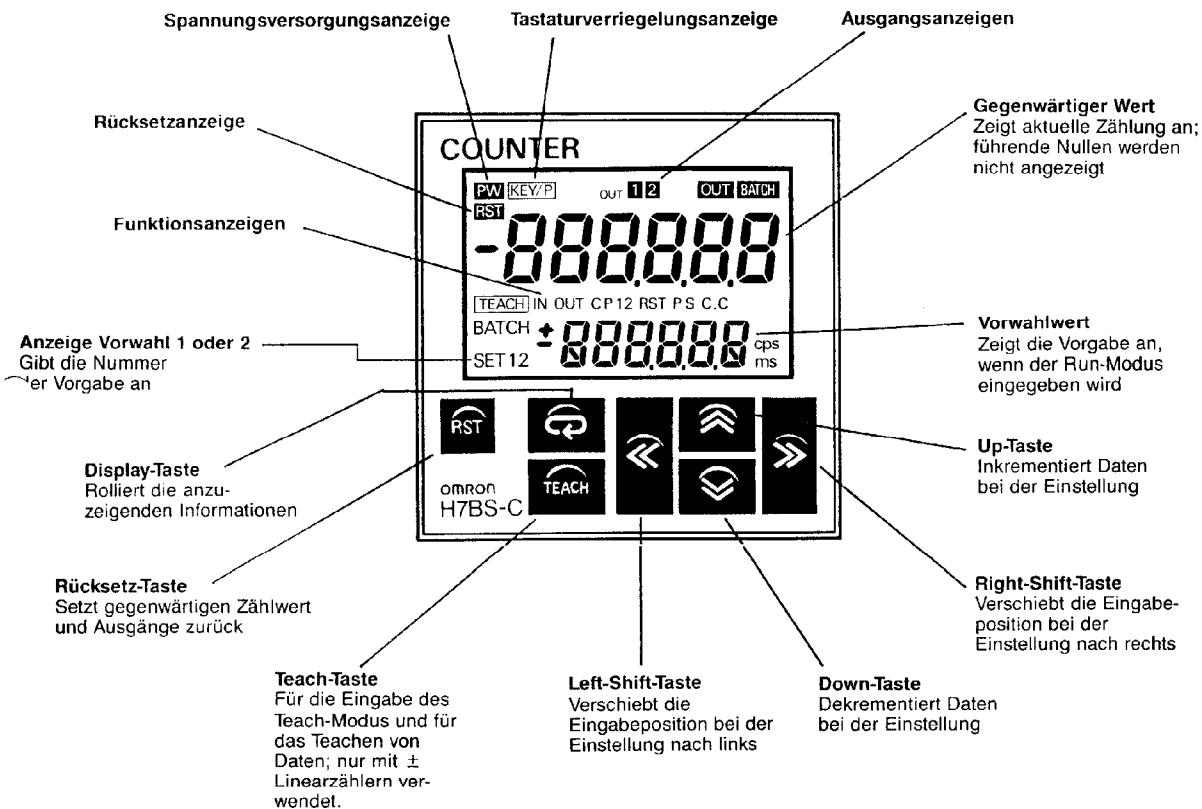 Spannungsversorgungsanzeige
Tastaturverriegelungsanzeige
Ausgangsanzeigen
Rücksetzanzeige
Gegenwärtiger Wert
Zeigt aktuelle Zählung an;
führende Nullen werden
nicht angezeigt
COUNTER
PW KEY/P OUT 1 2 OUT BATCH
RST
-888888
Funktionsanzeigen
TEACH IN OUT CP12 RST PS C.C
BATCH + - 888888 cps
SET12 ms
Anzeige Vorwahl 1 oder 2
Gibt die Nummer
der Vorgabe an
Vorwahlwert
Zeigt die Vorgabe an,
wenn der Run-Modus
eingegeben wird
RST
TEACH
OMRON
H7BS-C
Display-Taste
Rolliert die anzu-
zeigenden Informationen
Up-Taste
Inkrementiert Daten
bei der Einstellung
Rücksetz-Taste
Setzt gegenwärtigen Zählwert
und Ausgänge zurück
Right-Shift-Taste
Verschiebt die Eingabe-
position bei der
Einstellung nach rechts
Teach-Taste
Für die Eingabe des
Teach-Modus und für
das Teachen von
Daten; nur mit ±
Linearzählern ver-
wendet.
Left-Shift-Taste
Verschiebt die
Eingabeposition bei der
Einstellung nach links
Down-Taste
Dekrementiert Daten
bei der Einstellung